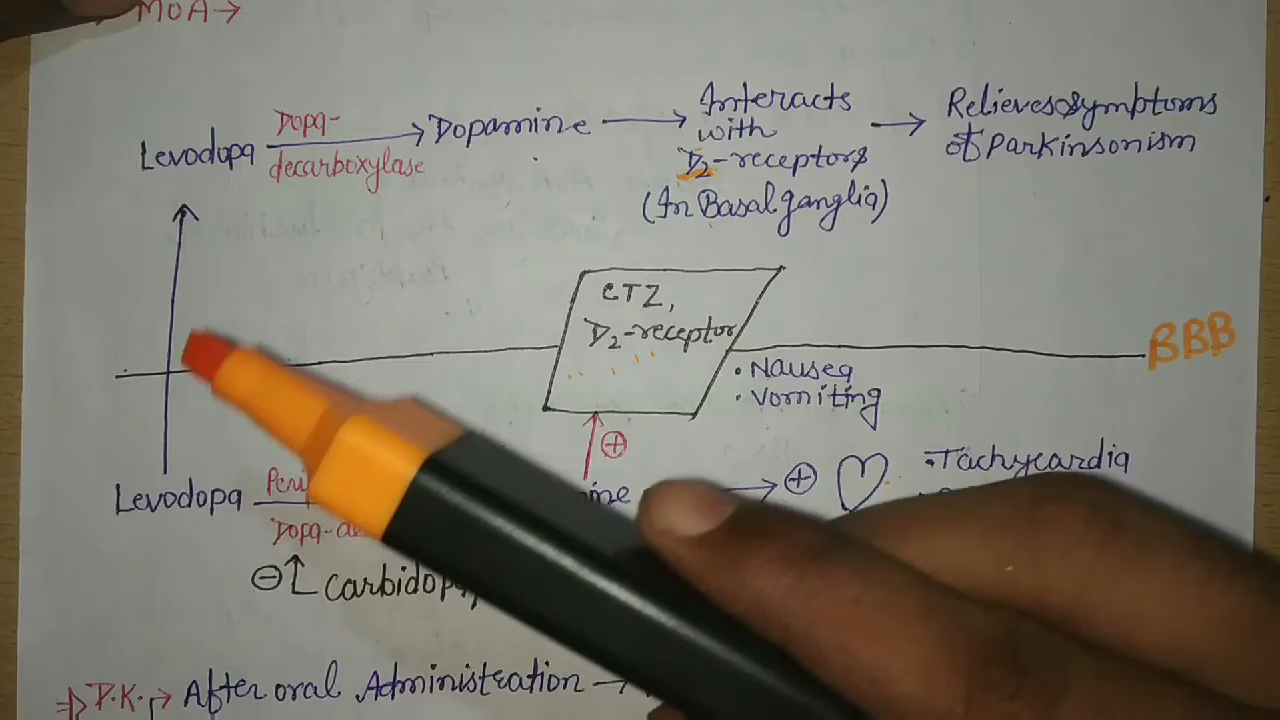 MOA→
Levodopa Dopa-decarboxylase → Dopamine → Interacts with D2-receptors (In Basal ganglia) → Relieves symptoms of Parkinsonism
CTZ,
D2-receptor
BBB
• Nausea
• Vomiting
⊕
Levodopa
⊕ ♡
• Tachycardia
⊖↑ Carbidopa
⇒ P.K. → After oral Administration →